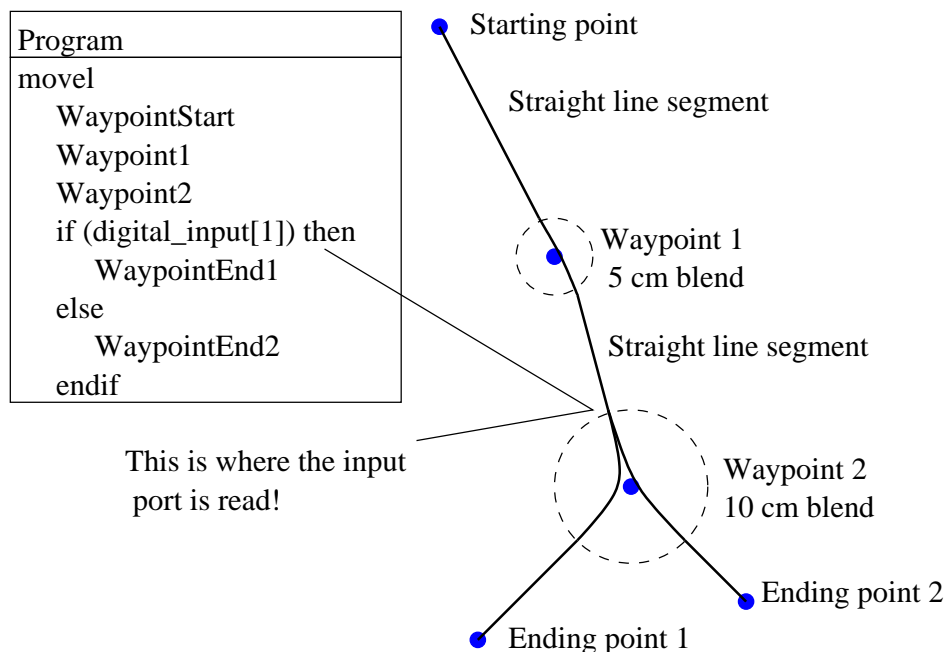 Program
movel
WaypointStart
Waypoint1
Waypoint2
if (digital_input[1]) then
WaypointEnd1
else
WaypointEnd2
endif
Starting point
Straight line segment
Waypoint 1
5 cm blend
Straight line segment
This is where the input
port is read!
Waypoint 2
10 cm blend
Ending point 2
Ending point 1